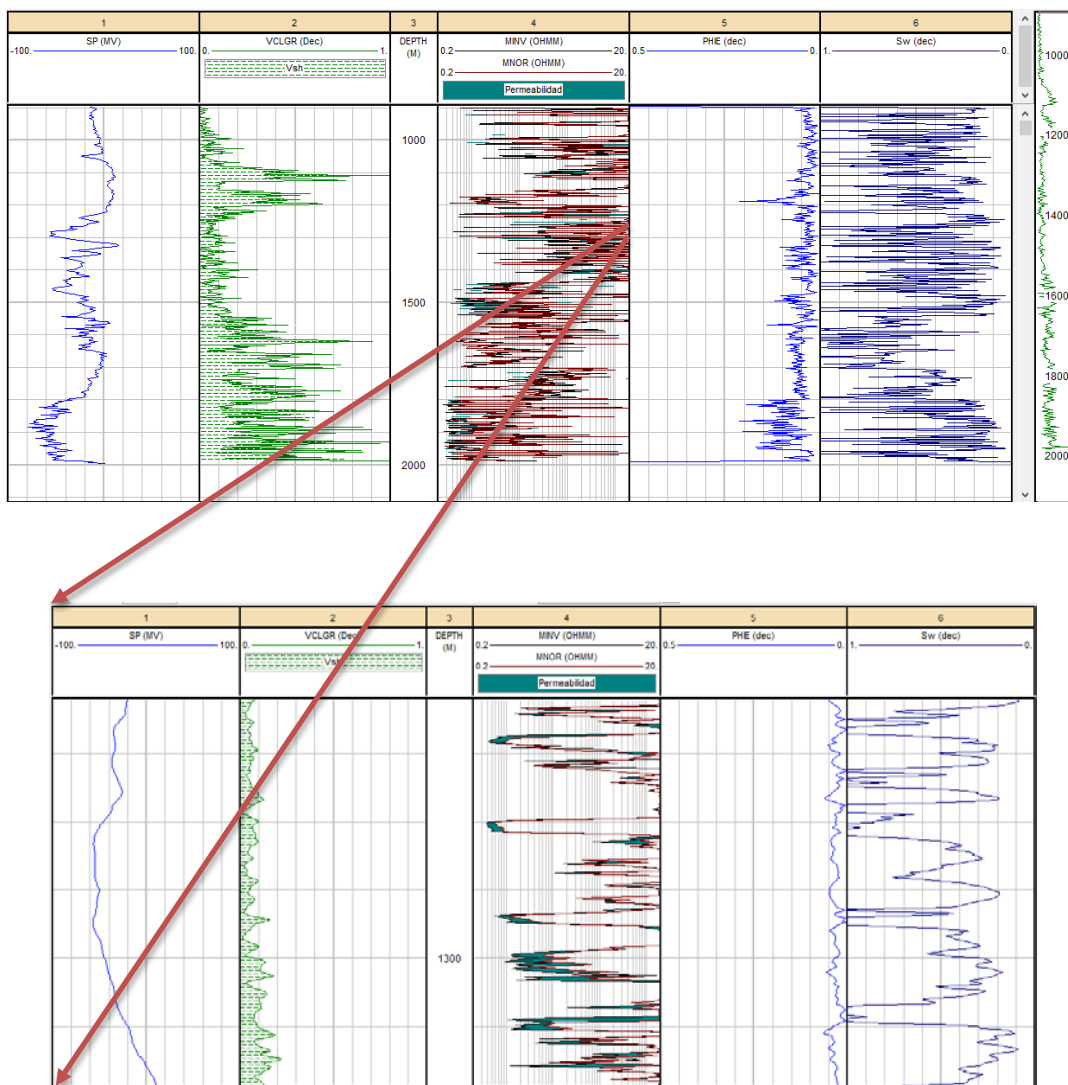 1 2 3 4 5 6
SP (MV) VCLGR (Dec) DEPTH (M) MINV (OHMM) PHIE (dec) Sw (dec)
-100. 100. 0. 1. 0.2 20. 0.5 0. 1. 0.
Vsh MNOR (OHMM)
0.2 20.
Permeabilidad
1000
1500
2000
1000
1200
1400
1600
1800
2000
1 2 3 4 5 6
SP (MV) VCLGR (Dec) DEPTH (M) MINV (OHMM) PHIE (dec) Sw (dec)
-100. 100. 0. 1. 0.2 20. 0.5 0. 1. 0.
Vsh MNOR (OHMM)
0.2 20.
Permeabilidad
1300